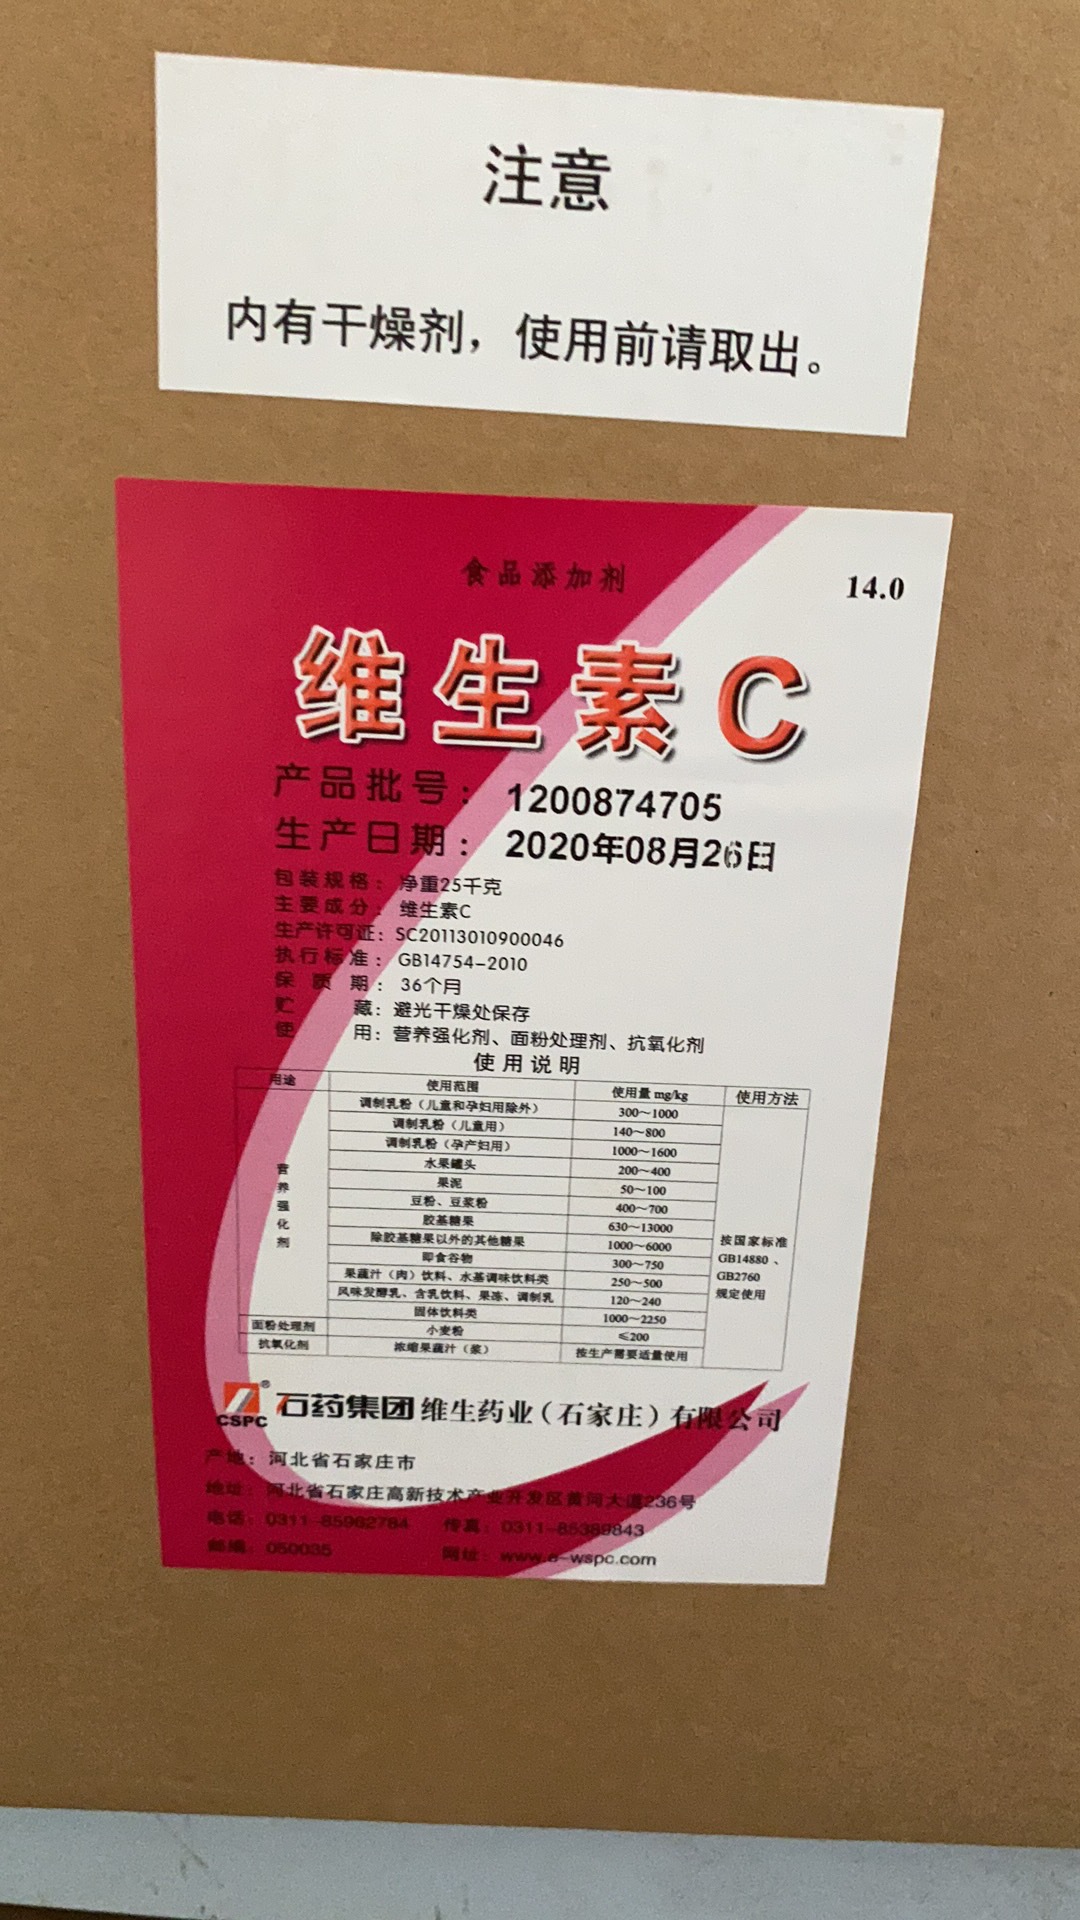 注意
内有干燥剂，使用前请取出。
食品添加剂
14.0
维生素C
产品批号：1200874705
生产日期：2020年08月26日
包装规格：净重25千克
主要成分：维生素C
生产许可证：SC20113010900046
执行标准：GB14754-2010
保质期：36个月
贮藏：避光干燥处保存
使用：营养强化剂、面粉处理剂、抗氧化剂
使用说明
用途 使用范围 使用量 mg/kg 使用方法
营养强化剂
调制乳粉（儿童和孕妇用除外） 300～1000
调制乳粉（儿童用） 140～800
调制乳粉（孕产妇用） 1000～1600
水果罐头 200～400
果泥 50～100
豆粉、豆浆粉 400～700
胶基糖果 630～13000
除胶基糖果以外的其他糖果 1000～6000
即食谷物 300～750
果蔬汁（肉）饮料、水基调味饮料类 250～500
风味发酵乳、含乳饮料、果冻、调制乳 120～240
固体饮料类 1000～2250
面粉处理剂 小麦粉 ≤200
抗氧化剂 浓缩果蔬汁（浆） 按生产需要适量使用
按国家标准
GB14880 、
GB2760
规定使用
CSPC® 石药集团维生药业（石家庄）有限公司
产地：河北省石家庄市
地址：河北省石家庄高新技术产业开发区黄河大道236号
电话：0311-85982784 传真：0311-85389843
邮编：050035 网址：www.e-wspc.com